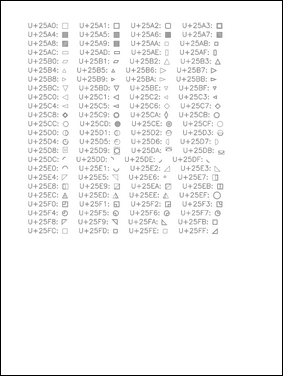 U+25A0: □ U+25A1: □ U+25A2: □ U+25A3: □
U+25A4: ▤ U+25A5: ▥ U+25A6: ▦ U+25A7: ▧
U+25A8: ▨ U+25A9: ▩ U+25AA: ▫ U+25AB: ▫
U+25AC: ▭ U+25AD: ▭ U+25AE: ▯ U+25AF: ▯
U+25B0: ▱ U+25B1: ▱ U+25B2: △ U+25B3: △
U+25B4: ▵ U+25B5: ▵ U+25B6: ▷ U+25B7: ▷
U+25B8: ▹ U+25B9: ▹ U+25BA: ▻ U+25BB: ▻
U+25BC: ▽ U+25BD: ▽ U+25BE: ▿ U+25BF: ▿
U+25C0: ◁ U+25C1: ◁ U+25C2: ◃ U+25C3: ◃
U+25C4: ◅ U+25C5: ◅ U+25C6: ◇ U+25C7: ◇
U+25C8: ◈ U+25C9: ◉ U+25CA: ◊ U+25CB: ○
U+25CC: ○ U+25CD: ◍ U+25CE: ◎ U+25CF: ○
U+25D0: ◐ U+25D1: ◑ U+25D2: ◒ U+25D3: ◓
U+25D4: ◔ U+25D5: ◕ U+25D6: ◖ U+25D7: ◗
U+25D8: ◘ U+25D9: ◙ U+25DA: ◚ U+25DB: ◛
U+25DC: ◜ U+25DD: ◝ U+25DE: ◞ U+25DF: ◟
U+25E0: ◠ U+25E1: ◡ U+25E2: ◿ U+25E3: ◺
U+25E4: ◸ U+25E5: ◹ U+25E6: ◦ U+25E7: ◧
U+25E8: ◨ U+25E9: ◩ U+25EA: ◪ U+25EB: ◫
U+25EC: ◬ U+25ED: ◭ U+25EE: ◮ U+25EF: ◯
U+25F0: ◰ U+25F1: ◱ U+25F2: ◲ U+25F3: ◳
U+25F4: ◴ U+25F5: ◵ U+25F6: ◶ U+25F7: ◷
U+25F8: ◸ U+25F9: ◹ U+25FA: ◺ U+25FB: ◻
U+25FC: ◻ U+25FD: ◽ U+25FE: ◽ U+25FF: ◿